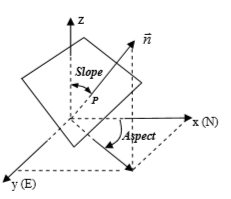 z
n⃗
Slope
P
x (N)
Aspect
y (E)